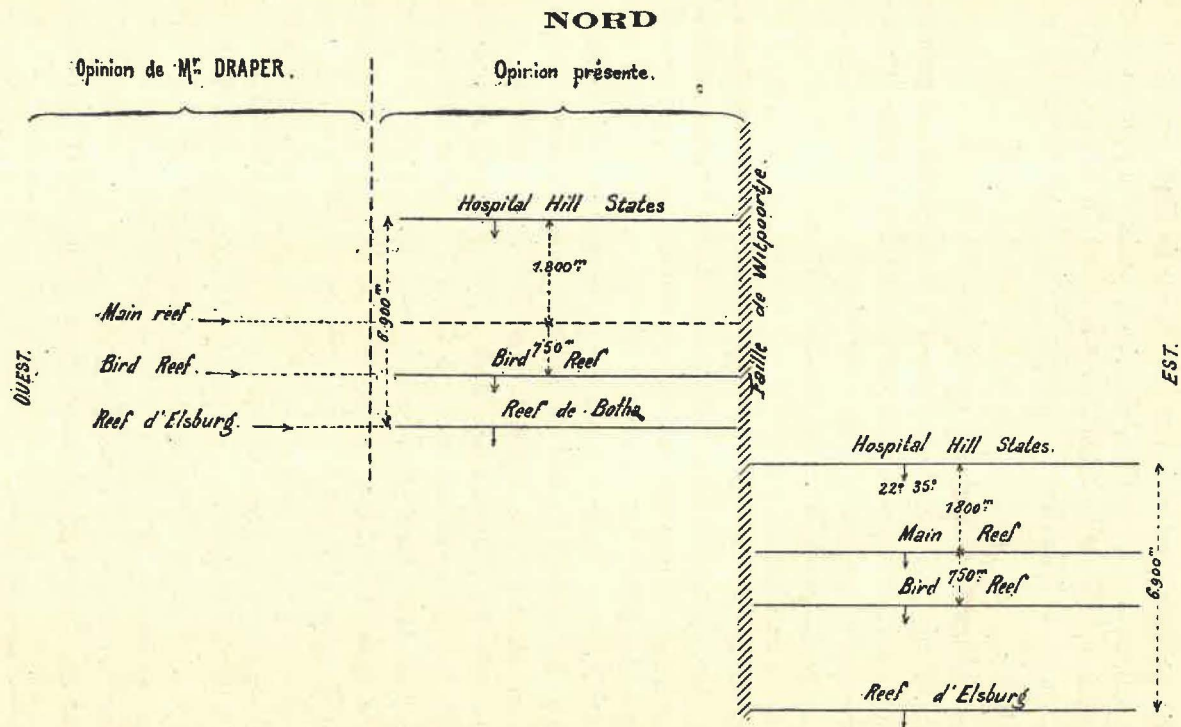 NORD
Opinion de Mr. DRAPER.
Opinion présente.
Hospital Hill States
1.800m
6.900m
Main reef
Bird Reef.
Reef d'Elsburg.
OUEST.
Bird 750m Reef
Reef de Botha
Faille de Witpoortje.
EST.
Hospital Hill States.
22° 35°
1800m
Main Reef
Bird 750m Reef
6.900m
Reef d'Elsburg